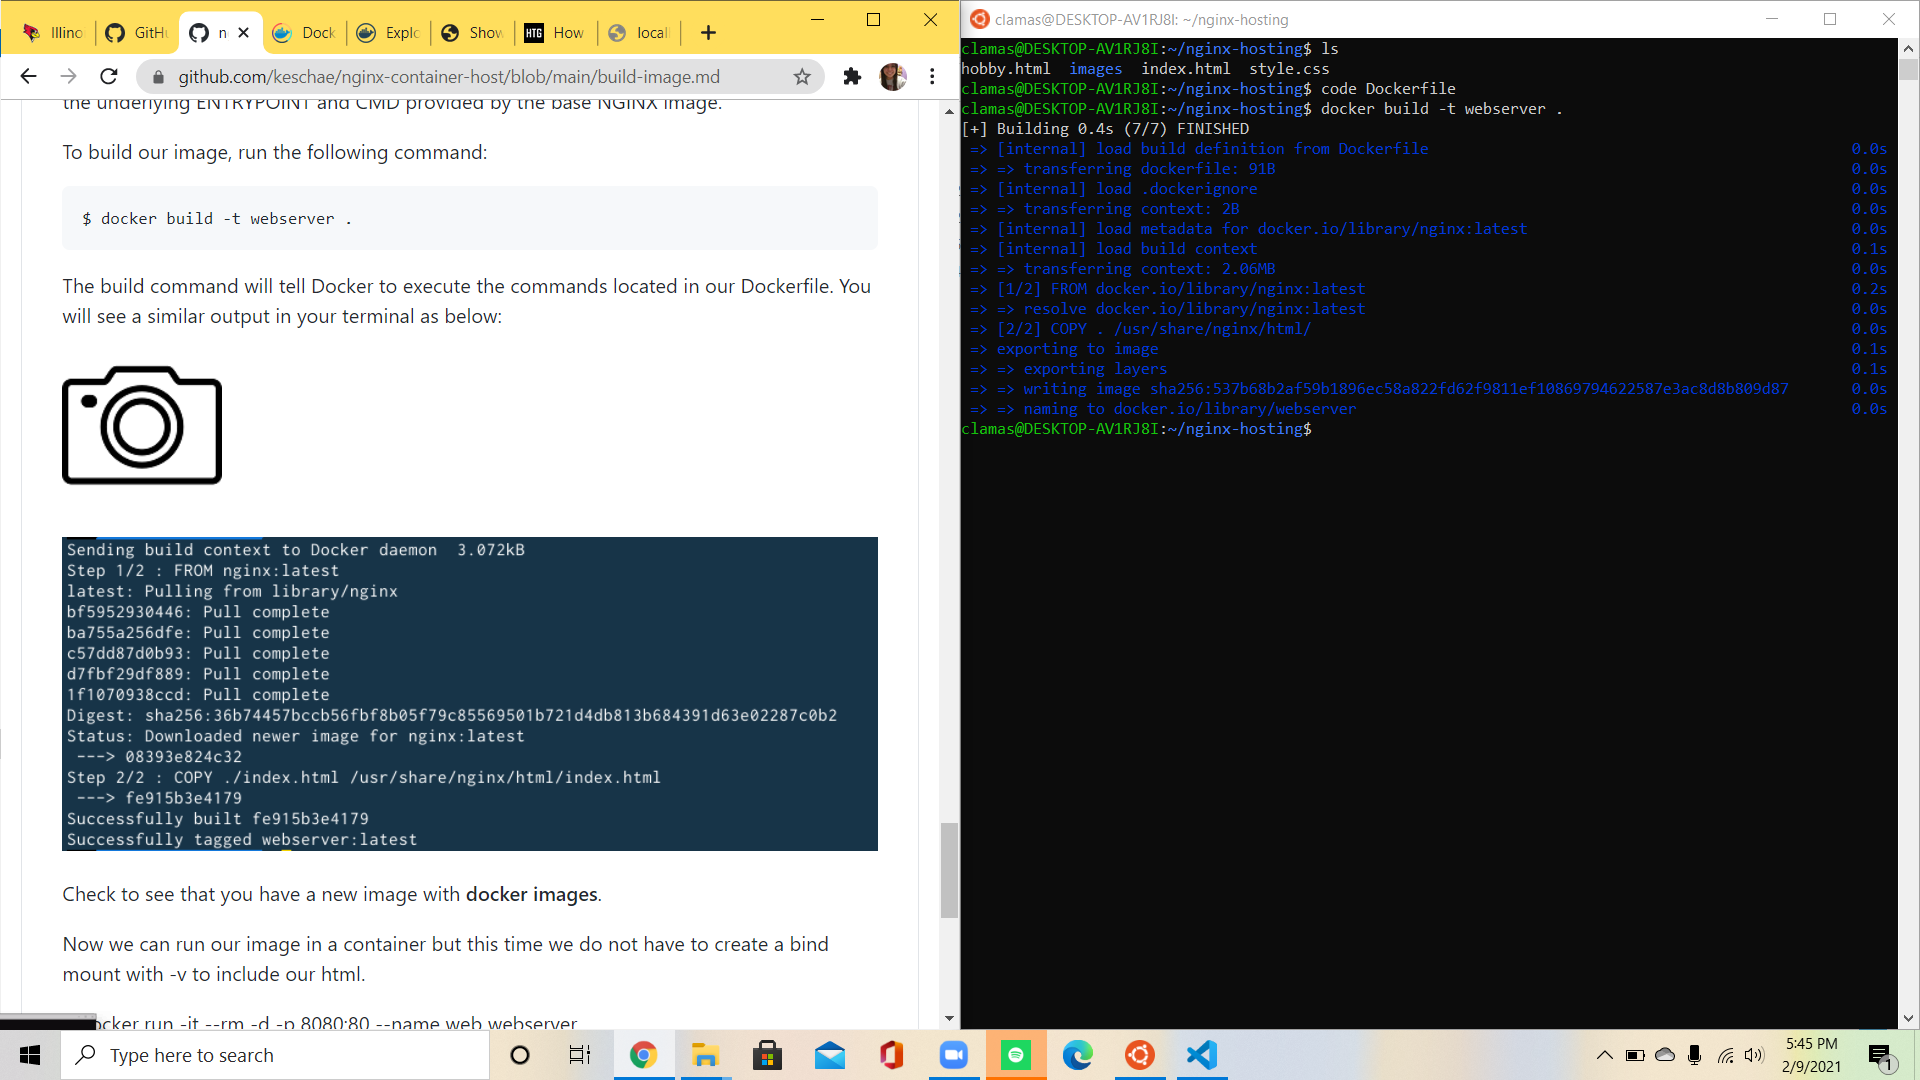 Illino
GitHu
n
Dock
Explo
Show
HTG How
locall
github.com/keschae/nginx-container-host/blob/main/build-image.md
the underlying ENTRYPOINT and CMD provided by the base NGINX image.
To build our image, run the following command:
$ docker build -t webserver .
The build command will tell Docker to execute the commands located in our Dockerfile. You
will see a similar output in your terminal as below:
Sending build context to Docker daemon  3.072kB
Step 1/2 : FROM nginx:latest
latest: Pulling from library/nginx
bf5952930446: Pull complete
ba755a256dfe: Pull complete
c57dd87d0b93: Pull complete
d7fbf29df889: Pull complete
1f1070938ccd: Pull complete
Digest: sha256:36b74457bccb56fbf8b05f79c85569501b721d4db813b684391d63e02287c0b2
Status: Downloaded newer image for nginx:latest
---> 08393e824c32
Step 2/2 : COPY ./index.html /usr/share/nginx/html/index.html
---> fe915b3e4179
Successfully built fe915b3e4179
Successfully tagged webserver:latest
Check to see that you have a new image with docker images.
Now we can run our image in a container but this time we do not have to create a bind
mount with -v to include our html.
ocker run -it --rm -d -p 8080:80 --name web webserver
clamas@DESKTOP-AV1RJ8I: ~/nginx-hosting
clamas@DESKTOP-AV1RJ8I:~/nginx-hosting$ ls
hobby.html  images  index.html  style.css
clamas@DESKTOP-AV1RJ8I:~/nginx-hosting$ code Dockerfile
clamas@DESKTOP-AV1RJ8I:~/nginx-hosting$ docker build -t webserver .
[+] Building 0.4s (7/7) FINISHED
=> [internal] load build definition from Dockerfile 0.0s
=> => transferring dockerfile: 91B 0.0s
=> [internal] load .dockerignore 0.0s
=> => transferring context: 2B 0.0s
=> [internal] load metadata for docker.io/library/nginx:latest 0.0s
=> [internal] load build context 0.1s
=> => transferring context: 2.06MB 0.0s
=> [1/2] FROM docker.io/library/nginx:latest 0.2s
=> => resolve docker.io/library/nginx:latest 0.0s
=> [2/2] COPY . /usr/share/nginx/html/ 0.0s
=> exporting to image 0.1s
=> => exporting layers 0.1s
=> => writing image sha256:537b68b2af59b1896ec58a822fd62f9811ef10869794622587e3ac8d8b809d87 0.0s
=> => naming to docker.io/library/webserver 0.0s
clamas@DESKTOP-AV1RJ8I:~/nginx-hosting$
Type here to search
5:45 PM
2/9/2021
1